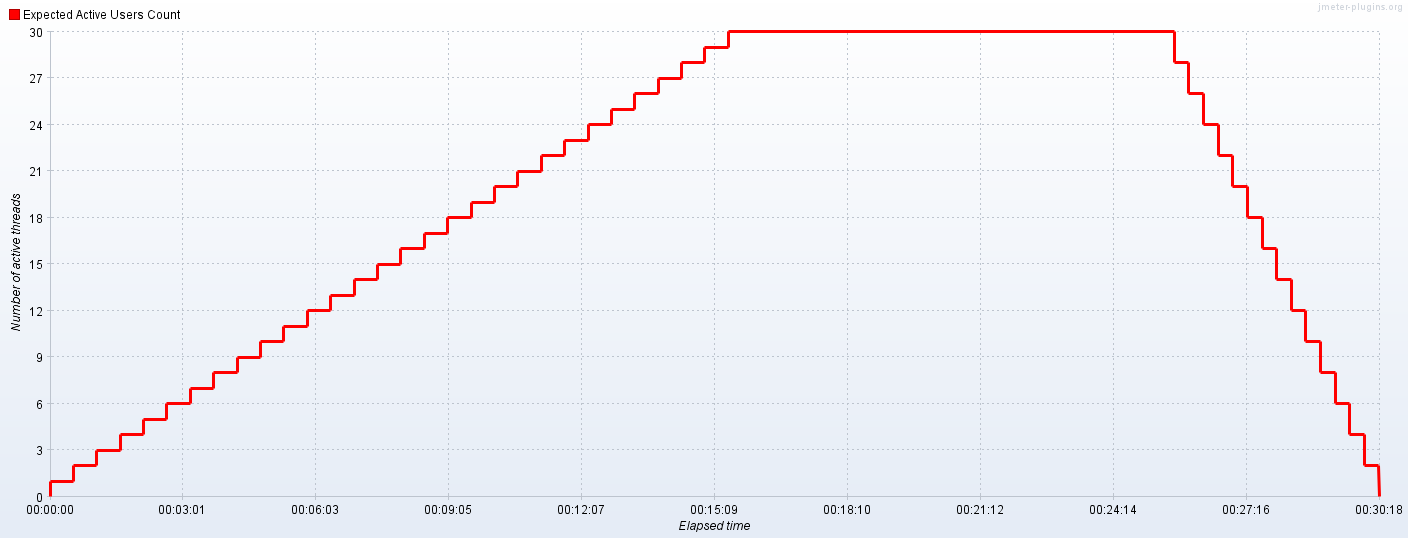 Expected Active Users Count
jmeter-plugins.org
30
27
24
21
18
15
12
9
6
3
0
Number of active threads
00:00:00 00:03:01 00:06:03 00:09:05 00:12:07 00:15:09 00:18:10 00:21:12 00:24:14 00:27:16 00:30:18
Elapsed time